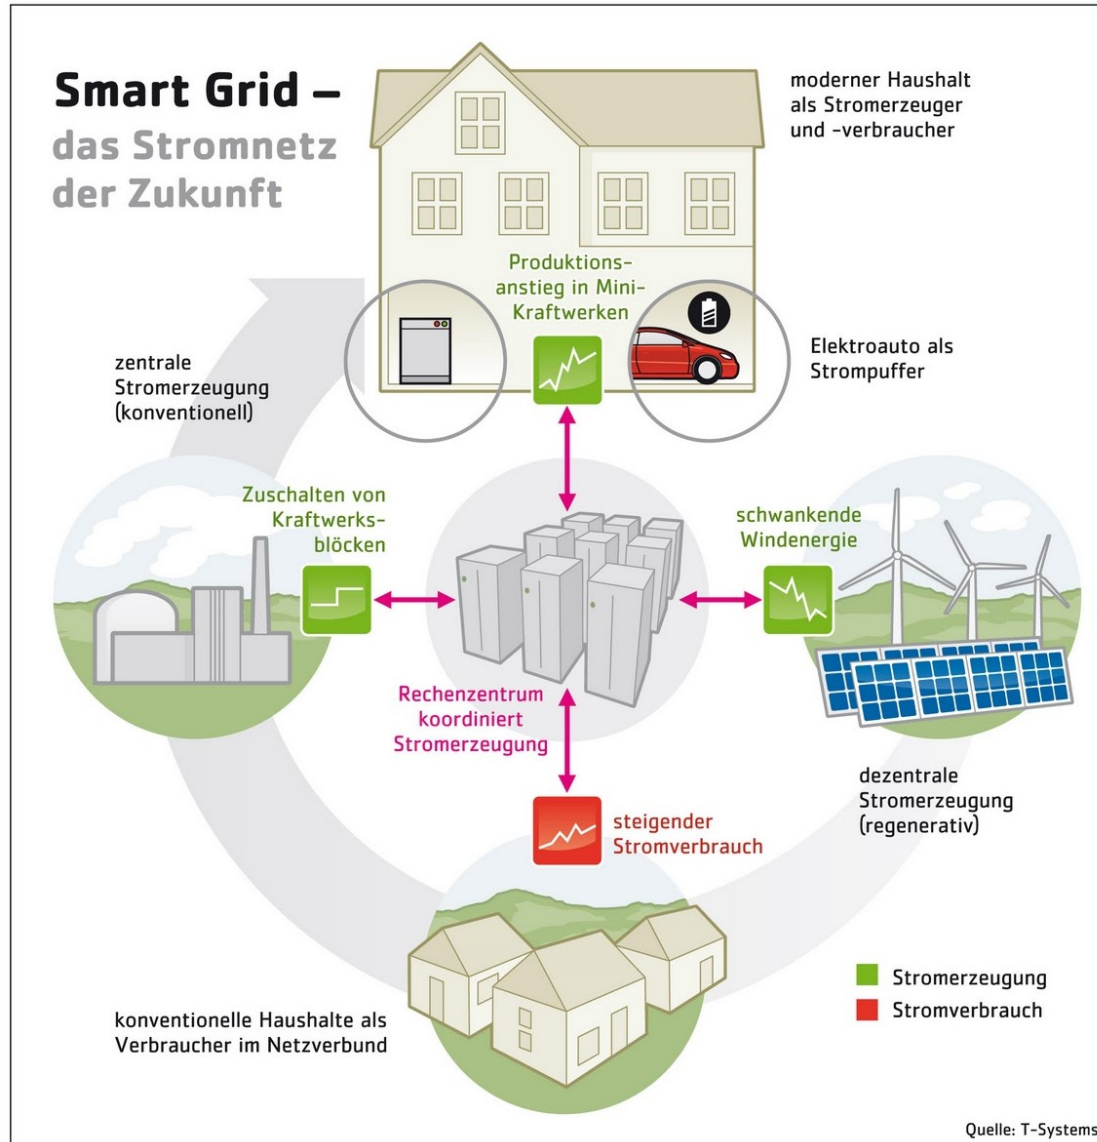 Smart Grid –
das Stromnetz
der Zukunft
moderner Haushalt
als Stromerzeuger
und -verbraucher
Produktions-
anstieg in Mini-
Kraftwerken
Elektroauto als
Strompuffer
zentrale
Stromerzeugung
(konventionell)
Zuschalten von
Kraftwerks-
blöcken
schwankende
Windenergie
Rechenzentrum
koordiniert
Stromerzeugung
dezentrale
Stromerzeugung
(regenerativ)
steigender
Stromverbrauch
konventionelle Haushalte als
Verbraucher im Netzverbund
Stromerzeugung
Stromverbrauch
Quelle: T-Systems